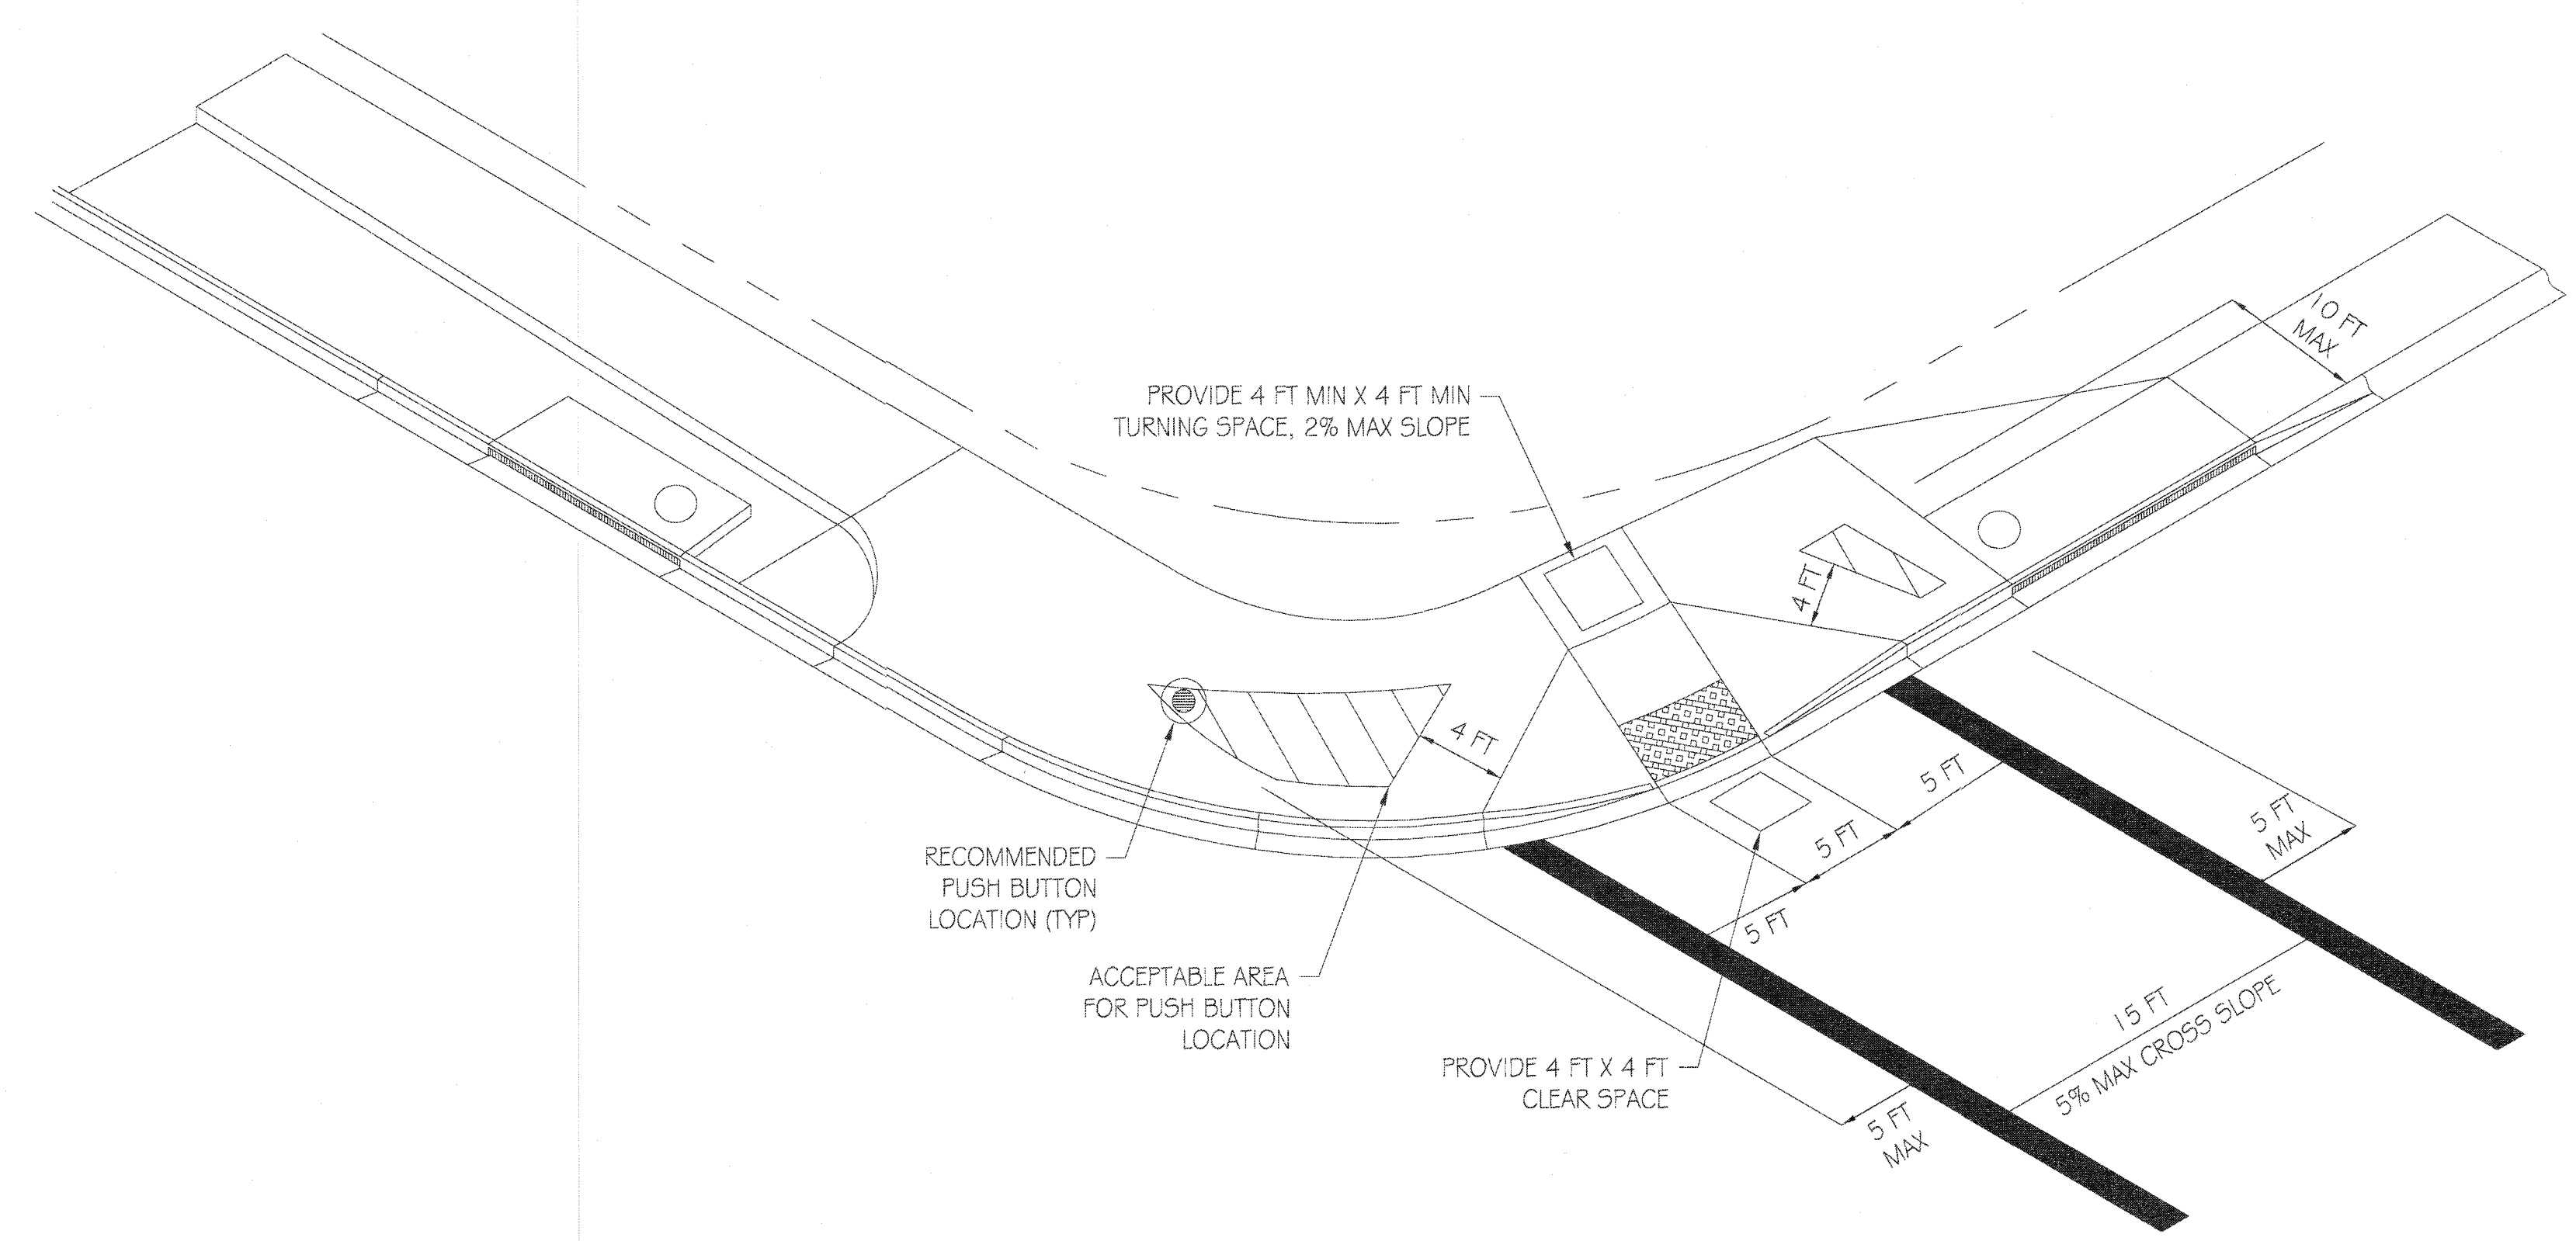 10 FT
MAX
PROVIDE 4 FT MIN X 4 FT MIN
TURNING SPACE, 2% MAX SLOPE
4 FT
4 FT
RECOMMENDED
PUSH BUTTON
LOCATION (TYP)
ACCEPTABLE AREA
FOR PUSH BUTTON
LOCATION
PROVIDE 4 FT X 4 FT
CLEAR SPACE
5 FT
5 FT
5 FT
5 FT
MAX
15 FT
5% MAX CROSS SLOPE
5 FT
MAX